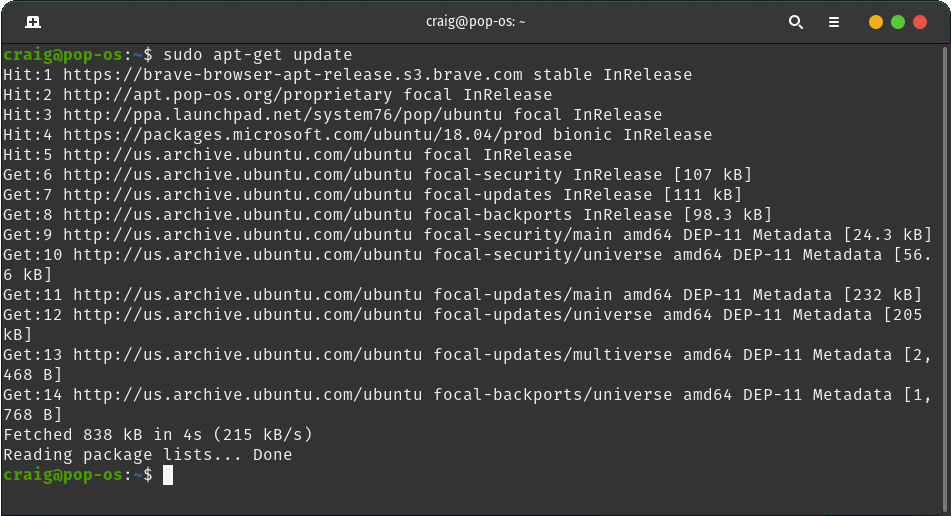 craig@pop-os: ~
craig@pop-os:~$ sudo apt-get update
Hit:1 https://brave-browser-apt-release.s3.brave.com stable InRelease
Hit:2 http://apt.pop-os.org/proprietary focal InRelease
Hit:3 http://ppa.launchpad.net/system76/pop/ubuntu focal InRelease
Hit:4 https://packages.microsoft.com/ubuntu/18.04/prod bionic InRelease
Hit:5 http://us.archive.ubuntu.com/ubuntu focal InRelease
Get:6 http://us.archive.ubuntu.com/ubuntu focal-security InRelease [107 kB]
Get:7 http://us.archive.ubuntu.com/ubuntu focal-updates InRelease [111 kB]
Get:8 http://us.archive.ubuntu.com/ubuntu focal-backports InRelease [98.3 kB]
Get:9 http://us.archive.ubuntu.com/ubuntu focal-security/main amd64 DEP-11 Metadata [24.3 kB]
Get:10 http://us.archive.ubuntu.com/ubuntu focal-security/universe amd64 DEP-11 Metadata [56.
6 kB]
Get:11 http://us.archive.ubuntu.com/ubuntu focal-updates/main amd64 DEP-11 Metadata [232 kB]
Get:12 http://us.archive.ubuntu.com/ubuntu focal-updates/universe amd64 DEP-11 Metadata [205
kB]
Get:13 http://us.archive.ubuntu.com/ubuntu focal-updates/multiverse amd64 DEP-11 Metadata [2,
468 B]
Get:14 http://us.archive.ubuntu.com/ubuntu focal-backports/universe amd64 DEP-11 Metadata [1,
768 B]
Fetched 838 kB in 4s (215 kB/s)
Reading package lists... Done
craig@pop-os:~$